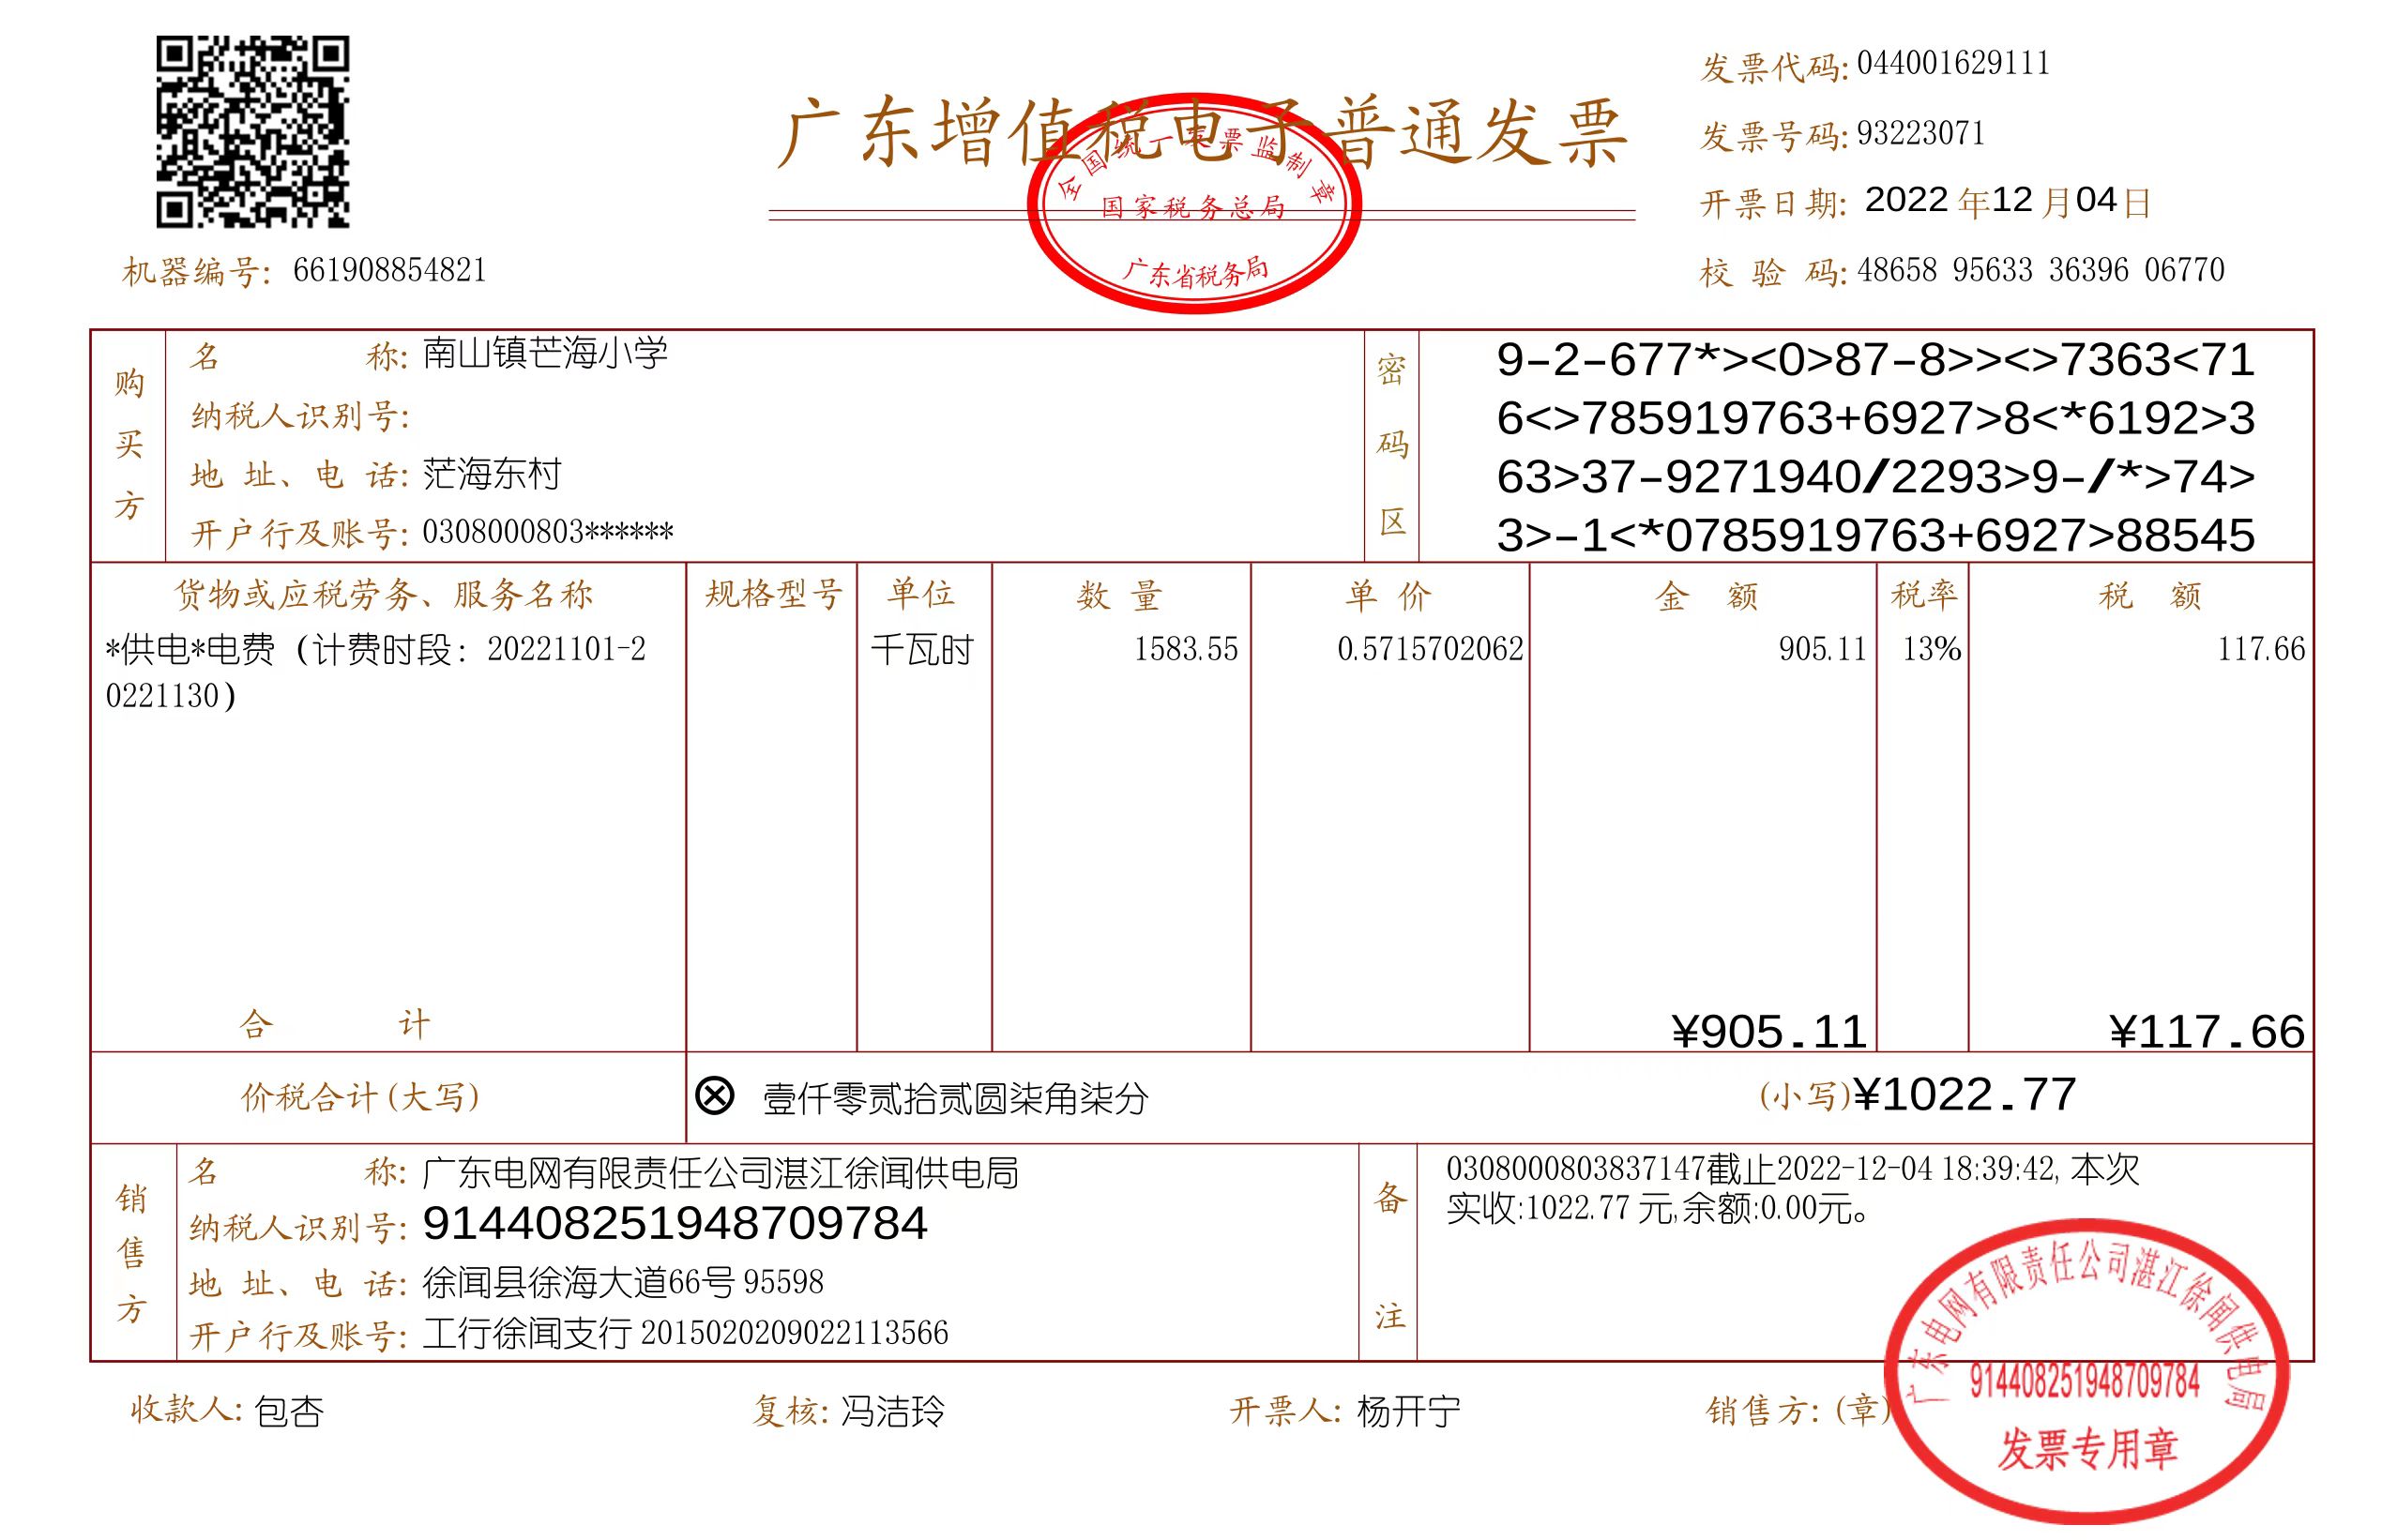 广东增值税电子普通发票
全国统一发票监制章
国家税务总局
广东省税务局
发票代码:044001629111
发票号码:93223071
开票日期: 2022 年12 月04日
机器编号: 661908854821
校 验 码:48658 95633 36396 06770
购买方
名 称: 南山镇芒海小学
纳税人识别号:
地 址、电 话: 茫海东村
开户行及账号: 0308000803******
密码区
9-2-677*><0>87-8>><>7363<71
6<>785919763+6927>8<*6192>3
63>37-9271940/2293>9-/*>74>
3>-1<*0785919763+6927>88545
货物或应税劳务、服务名称 规格型号 单位 数 量 单 价 金 额 税率 税 额
*供电*电费 (计费时段: 20221101-2 千瓦时 1583.55 0.5715702062 905.11 13% 117.66
0221130)
合 计 ¥905.11 ¥117.66
价税合计(大写) ⊗ 壹仟零贰拾贰圆柒角柒分 (小写)¥1022.77
销售方
名 称: 广东电网有限责任公司湛江徐闻供电局
纳税人识别号: 914408251948709784
地 址、电 话: 徐闻县徐海大道66号 95598
开户行及账号: 工行徐闻支行 2015020209022113566
备注
0308000803837147截止2022-12-04 18:39:42, 本次
实收:1022.77 元,余额:0.00元。
收款人: 包杏 复核: 冯洁玲 开票人: 杨开宁 销售方: (章)
广东电网有限责任公司湛江徐闻供电局
914408251948709784
发票专用章